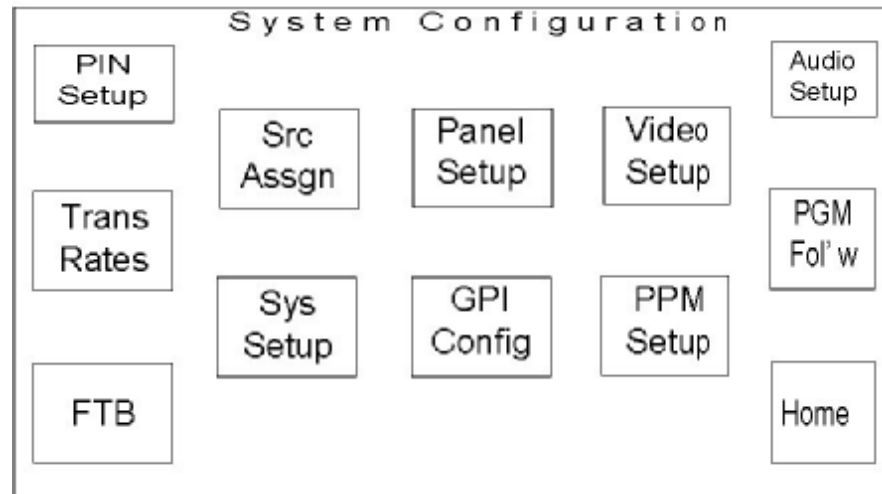 System Configuration
PIN
Setup
Audio
Setup
Src
Assgn
Panel
Setup
Video
Setup
Trans
Rates
PGM
Fol'w
Sys
Setup
GPI
Config
PPM
Setup
FTB
Home